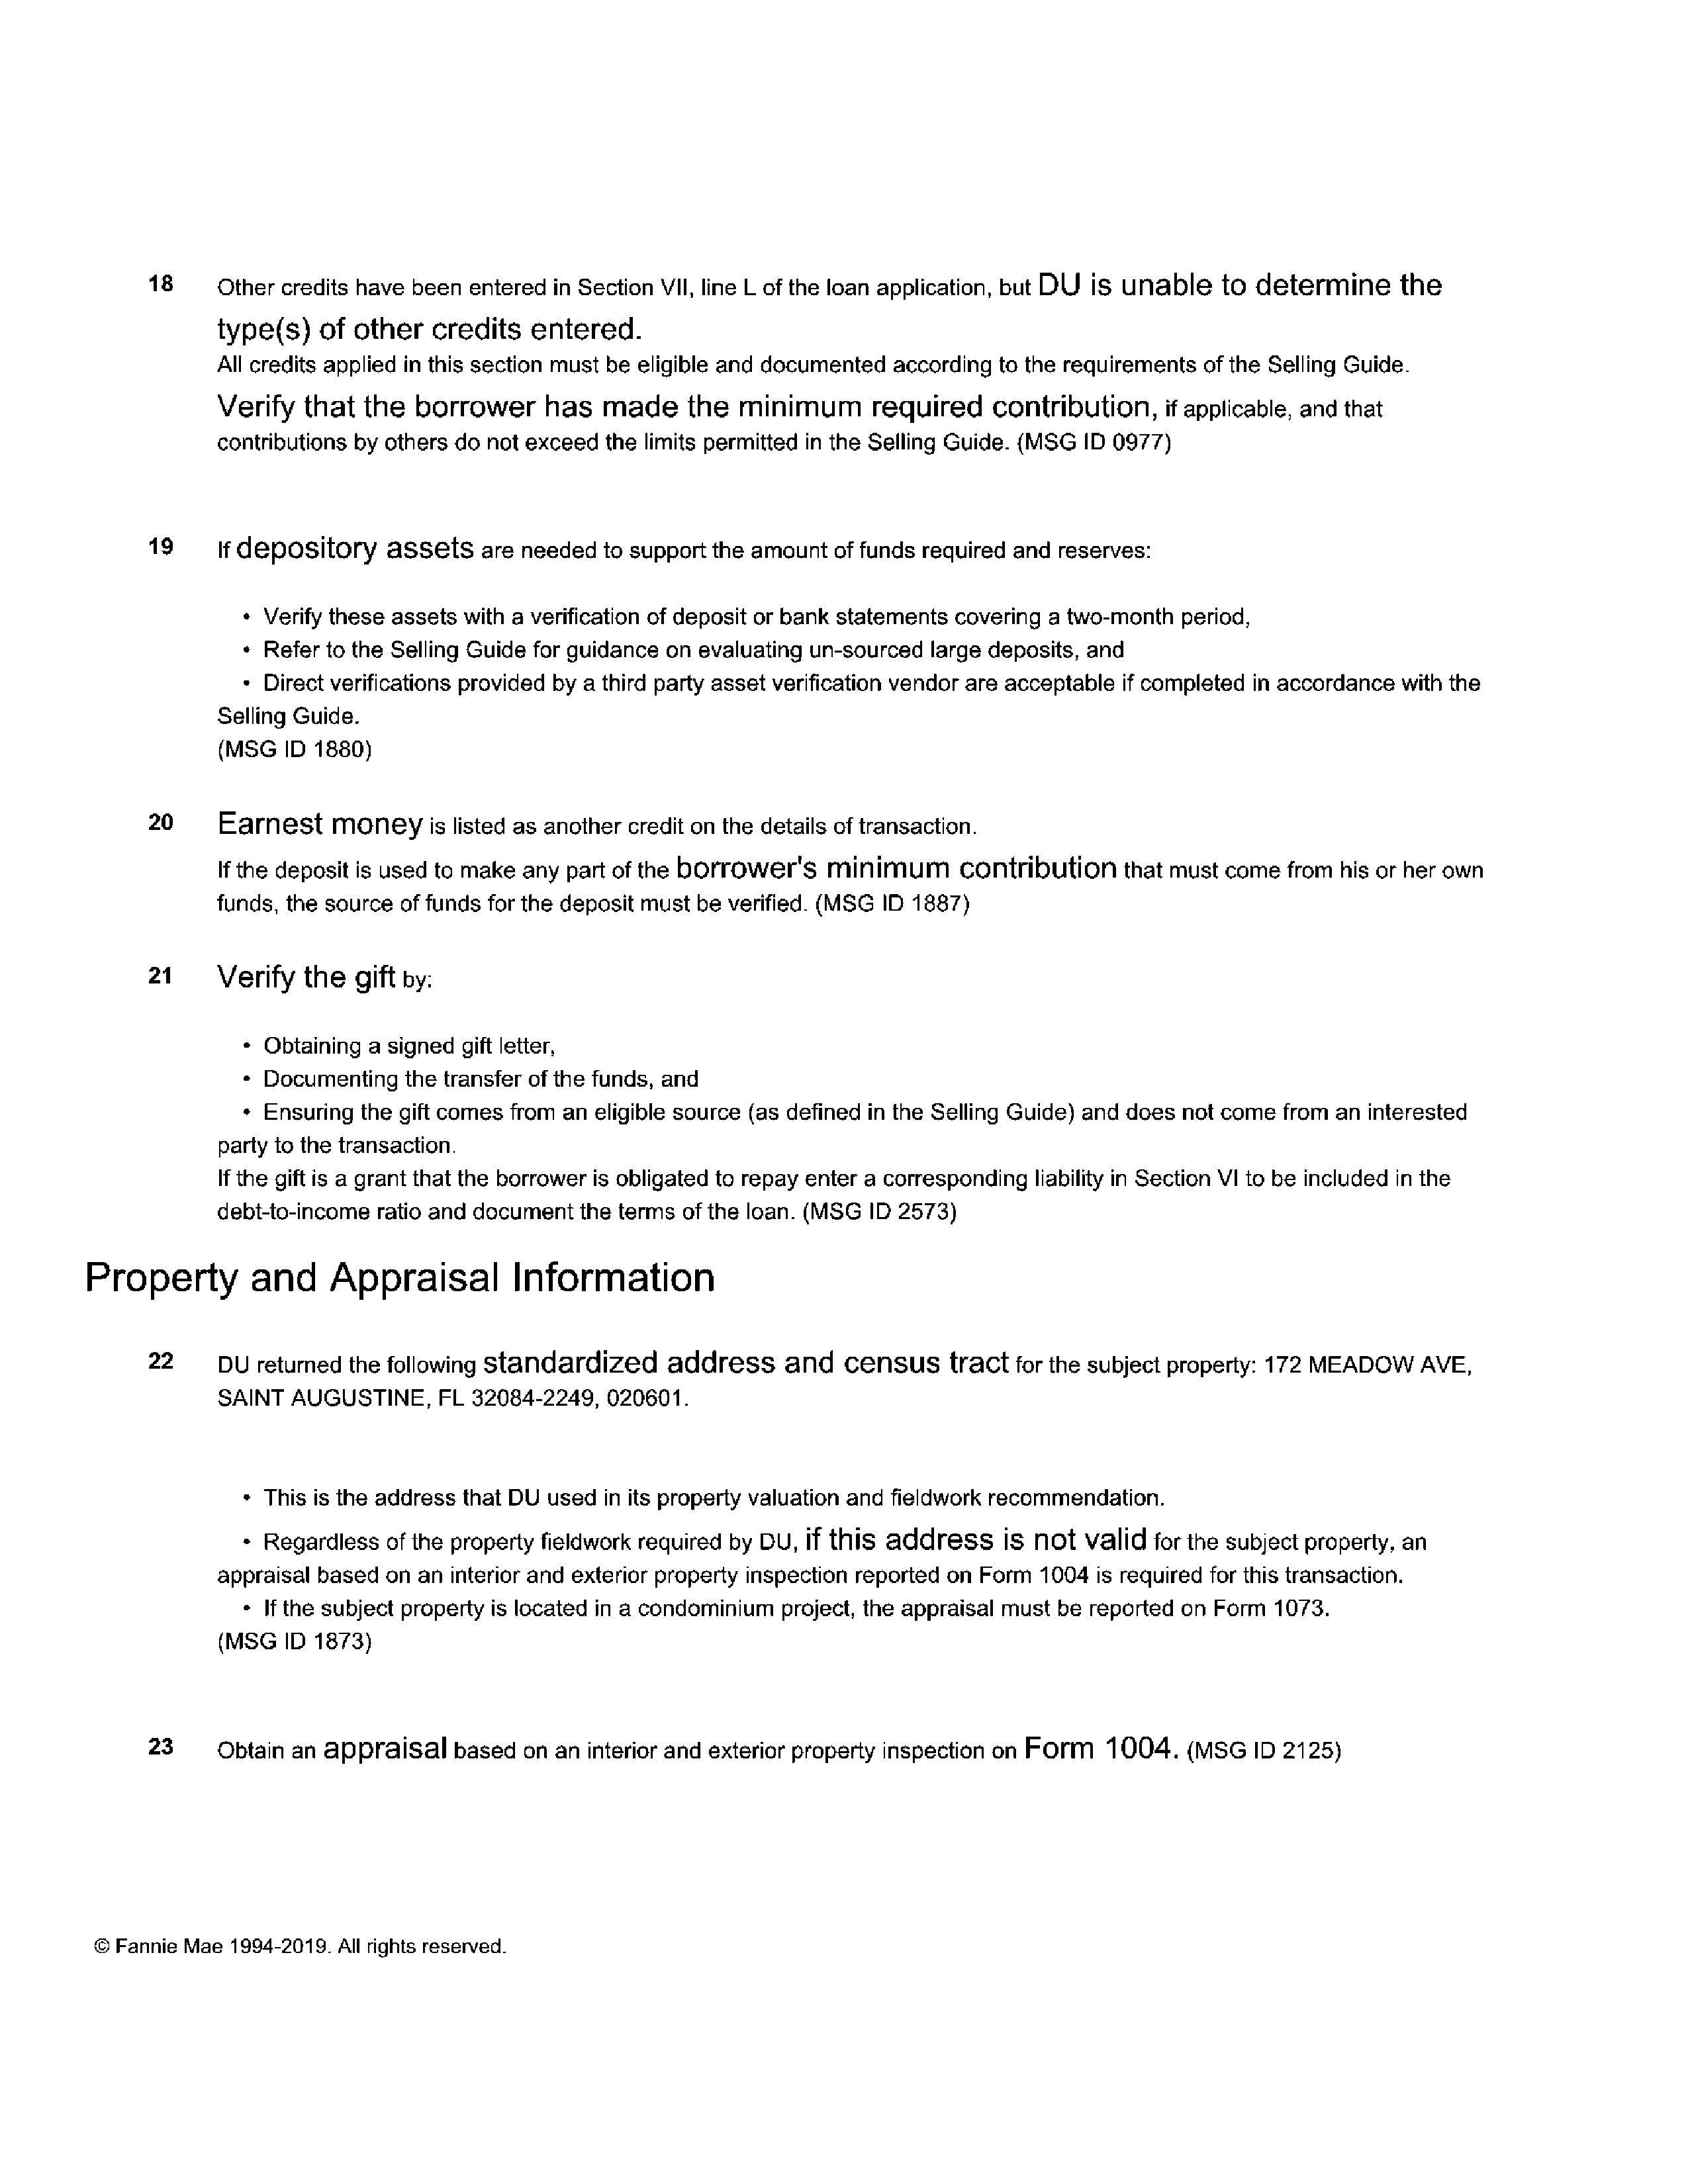 18 Other credits have been entered in Section VII, line L of the loan application, but DU is unable to determine the
type(s) of other credits entered.
All credits applied in this section must be eligible and documented according to the requirements of the Selling Guide.
Verify that the borrower has made the minimum required contribution, if applicable, and that
contributions by others do not exceed the limits permitted in the Selling Guide. (MSG ID 0977)
19 If depository assets are needed to support the amount of funds required and reserves:
• Verify these assets with a verification of deposit or bank statements covering a two-month period,
• Refer to the Selling Guide for guidance on evaluating un-sourced large deposits, and
• Direct verifications provided by a third party asset verification vendor are acceptable if completed in accordance with the
Selling Guide.
(MSG ID 1880)
20 Earnest money is listed as another credit on the details of transaction.
If the deposit is used to make any part of the borrower's minimum contribution that must come from his or her own
funds, the source of funds for the deposit must be verified. (MSG ID 1887)
21 Verify the gift by:
• Obtaining a signed gift letter,
• Documenting the transfer of the funds, and
• Ensuring the gift comes from an eligible source (as defined in the Selling Guide) and does not come from an interested
party to the transaction.
If the gift is a grant that the borrower is obligated to repay enter a corresponding liability in Section VI to be included in the
debt-to-income ratio and document the terms of the loan. (MSG ID 2573)
Property and Appraisal Information
22 DU returned the following standardized address and census tract for the subject property: 172 MEADOW AVE,
SAINT AUGUSTINE, FL 32084-2249, 020601.
• This is the address that DU used in its property valuation and fieldwork recommendation.
• Regardless of the property fieldwork required by DU, if this address is not valid for the subject property, an
appraisal based on an interior and exterior property inspection reported on Form 1004 is required for this transaction.
• If the subject property is located in a condominium project, the appraisal must be reported on Form 1073.
(MSG ID 1873)
23 Obtain an appraisal based on an interior and exterior property inspection on Form 1004. (MSG ID 2125)
© Fannie Mae 1994-2019. All rights reserved.